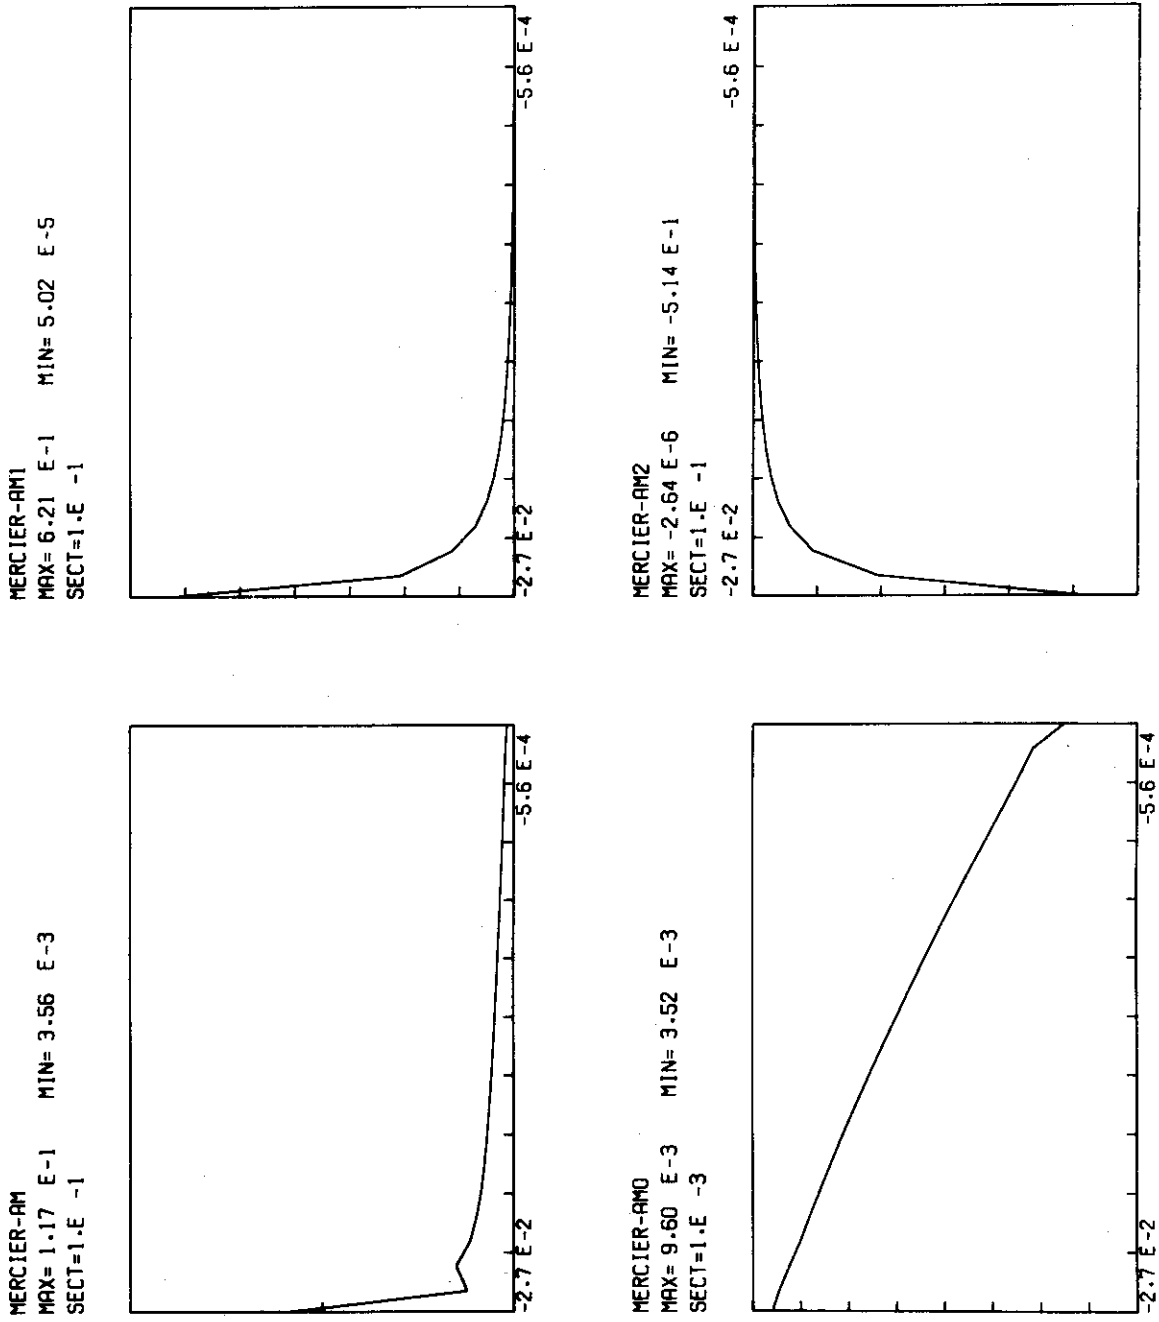 MERCIER-AM
MAX= 1.17 E-1 MIN= 3.56 E-3
SECT=1.E -1
-2.7 E-2 -5.6 E-4
MERCIER-AM1
MAX= 6.21 E-1 MIN= 5.02 E-5
SECT=1.E -1
-2.7 E-2 -5.6 E-4
MERCIER-AM0
MAX= 9.60 E-3 MIN= 3.52 E-3
SECT=1.E -3
-2.7 E-2 -5.6 E-4
MERCIER-AM2
MAX= -2.64 E-6 MIN= -5.14 E-1
SECT=1.E -1
-2.7 E-2 -5.6 E-4